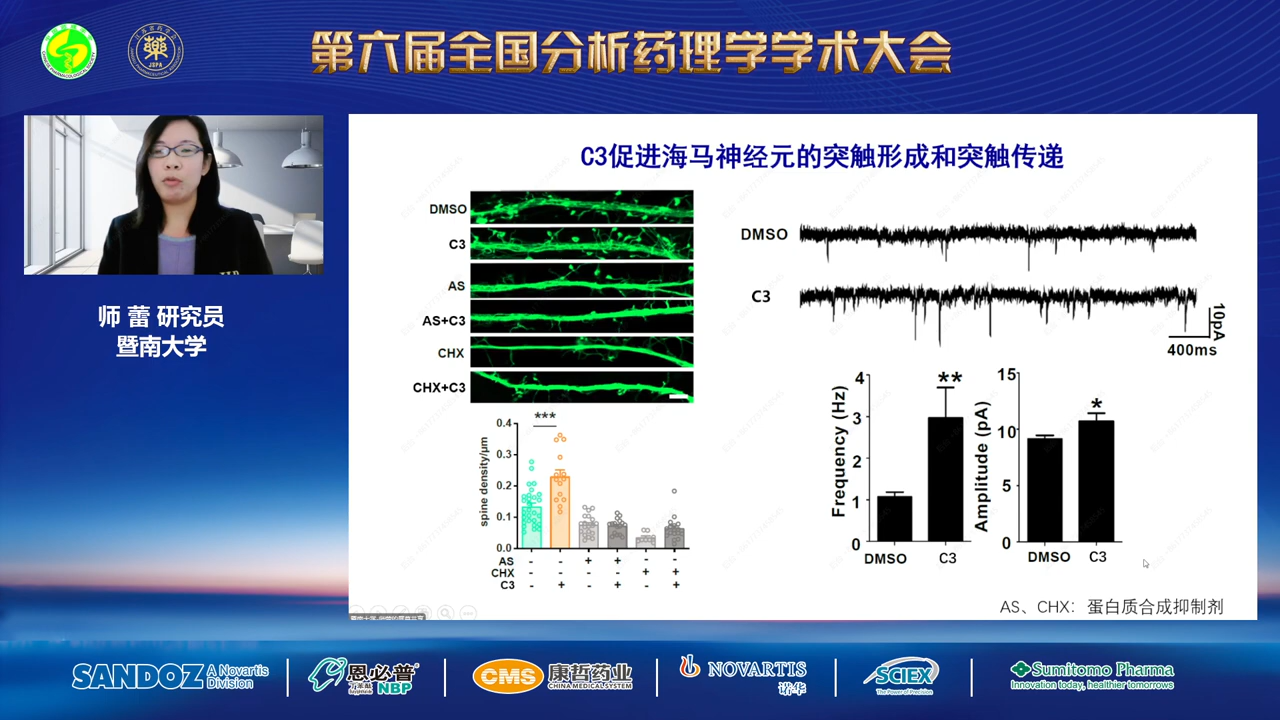 第六届全国分析药理学学术大会
JSPA
师 蕾 研究员
暨南大学
C3促进海马神经元的突触形成和突触传递
DMSO
C3
AS
AS+C3
CHX
CHX+C3
***
0.4
0.3
0.2
0.1
0.0
spine density/μm
AS - - + + - -
CHX - - - - + +
C3 - + - + - +
DMSO
C3
10pA
400ms
4
3
2
1
0
Frequency (Hz)
**
DMSO C3
15
10
5
0
Amplitude (pA)
*
DMSO C3
AS、CHX：蛋白质合成抑制剂
SANDOZ A Novartis
Division
恩必普®
NBP
CMS 康哲药业
CHINA MEDICAL SYSTEM
NOVARTIS
诺华
SCIEX
The Power of Precision
Sumitomo Pharma
Innovation today, healthier tomorrows